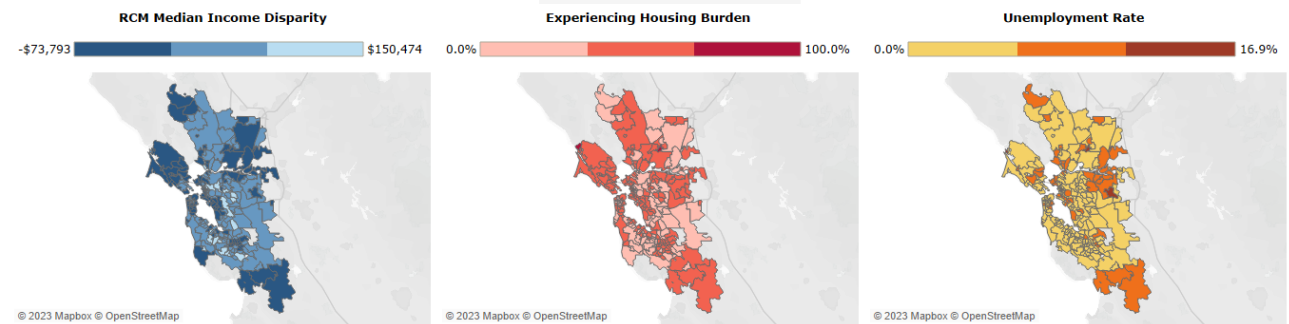 RCM Median Income Disparity
-$73,793 $150,474
© 2023 Mapbox © OpenStreetMap
Experiencing Housing Burden
0.0% 100.0%
© 2023 Mapbox © OpenStreetMap
Unemployment Rate
0.0% 16.9%
© 2023 Mapbox © OpenStreetMap